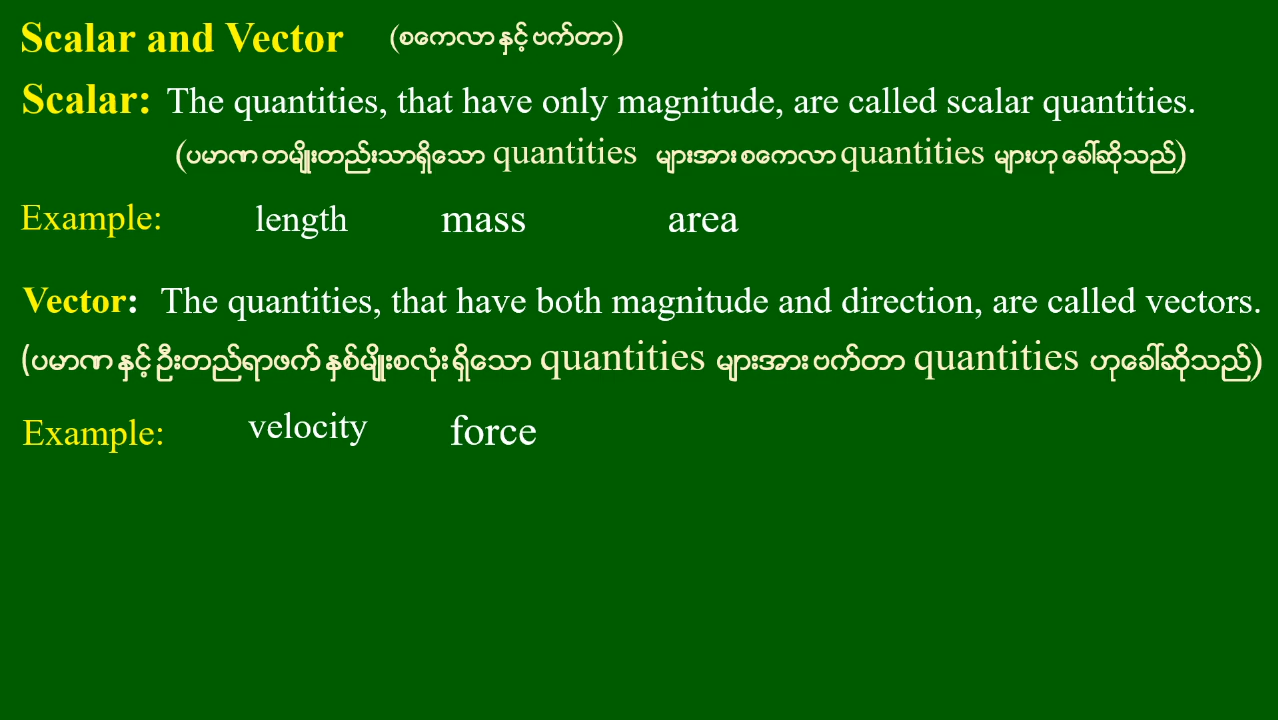 Scalar and Vector (စကေလာ နှင့် ဗက်တာ)
Scalar: The quantities, that have only magnitude, are called scalar quantities.
(ပမာဏ တမျိုးတည်းသာရှိသော quantities များအား စကေလာ quantities များဟု ခေါ်ဆိုသည်)
Example: length mass area
Vector: The quantities, that have both magnitude and direction, are called vectors.
(ပမာဏ နှင့် ဦးတည်ရာဖက် နှစ်မျိုးစလုံး ရှိသော quantities များအား ဗက်တာ quantities ဟုခေါ်ဆိုသည်)
Example: velocity force